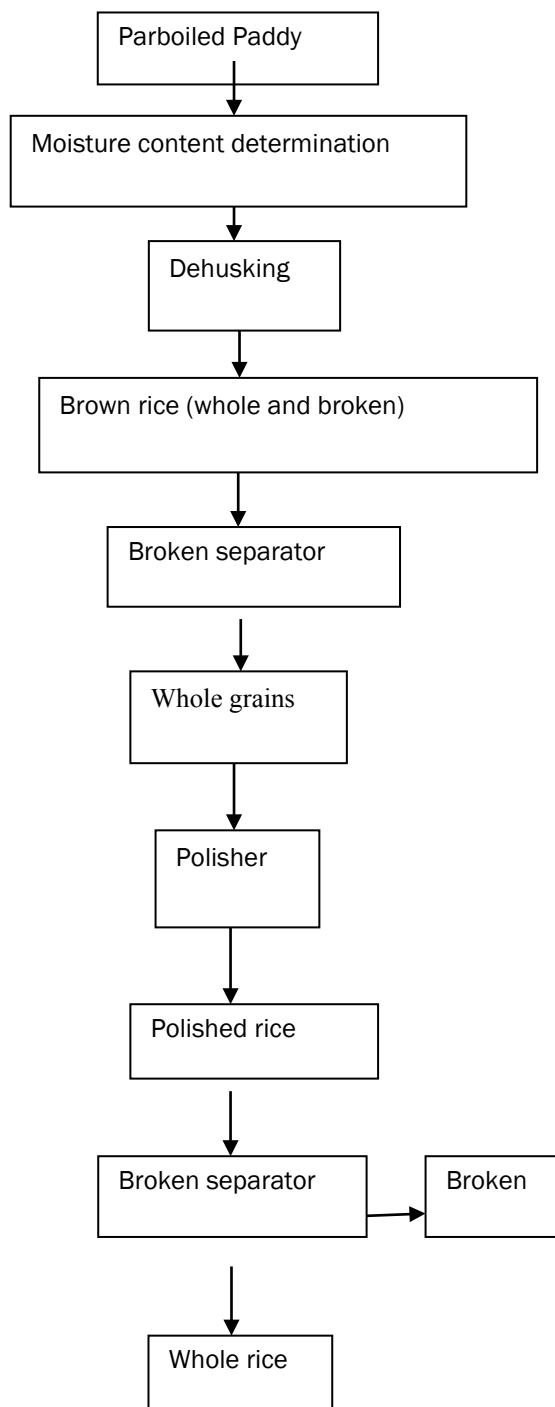 Parboiled Paddy
Moisture content determination
Dehusking
Brown rice (whole and broken)
Broken separator
Whole grains
Polisher
Polished rice
Broken separator
Broken
Whole rice